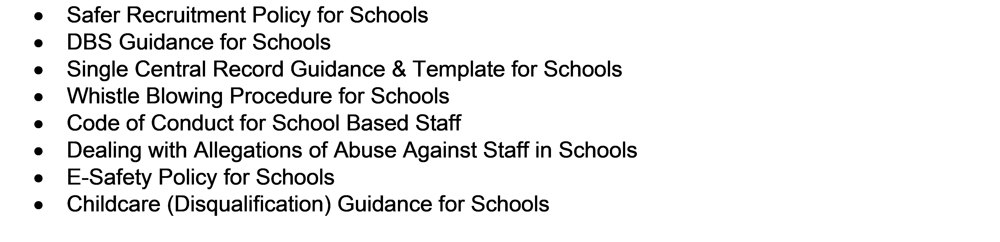 • Safer Recruitment Policy for Schools
• DBS Guidance for Schools
• Single Central Record Guidance & Template for Schools
• Whistle Blowing Procedure for Schools
• Code of Conduct for School Based Staff
• Dealing with Allegations of Abuse Against Staff in Schools
• E-Safety Policy for Schools
• Childcare (Disqualification) Guidance for Schools